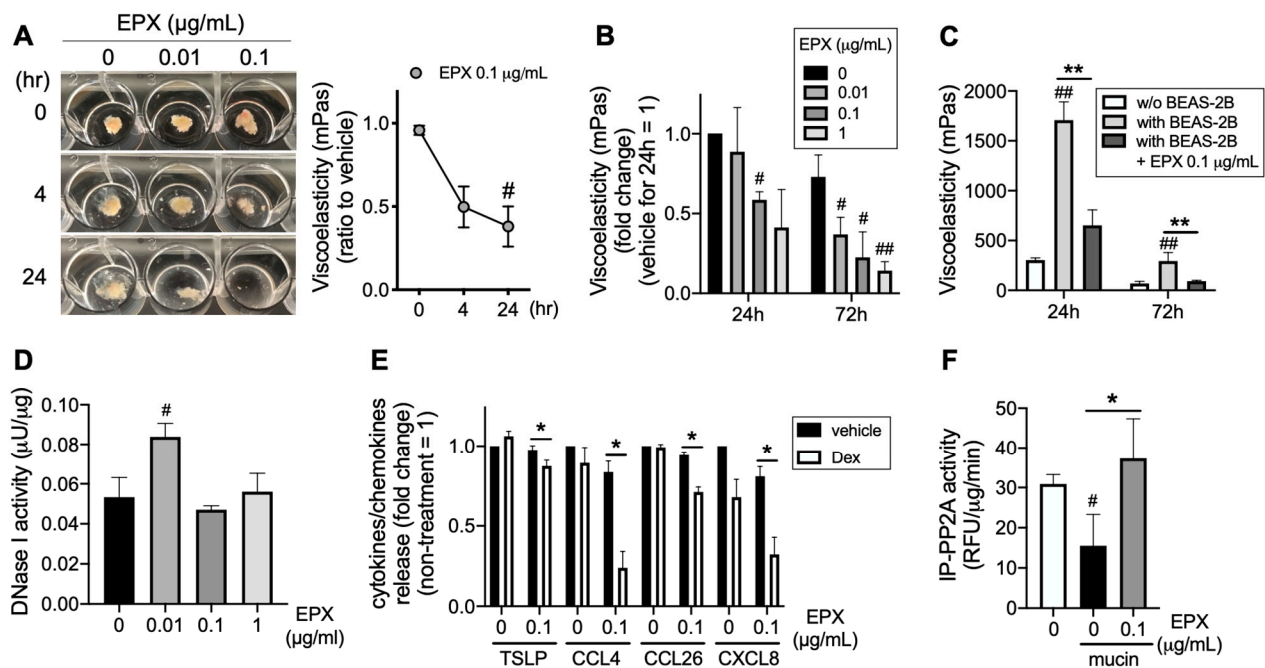 A
EPX (μg/mL)
0 0.01 0.1
(hr)
0
4
24
EPX 0.1 μg/mL
Viscoelasticity (mPas)
(ratio to vehicle)
1.0
0.5
0.0
#
0 4 24 (hr)
B
EPX (μg/mL)
0
0.01
0.1
1
Viscoelasticity (mPas)
(fold change)
(vehicle for 24h = 1)
1.0
0.5
0.0
# # # ##
24h 72h
C
Viscoelasticity (mPas)
2000
1500
1000
500
0
**
##
**
##
w/o BEAS-2B
with BEAS-2B
with BEAS-2B
+ EPX 0.1 μg/mL
24h 72h
D
DNase I activity (μU/μg)
0.10
0.08
0.06
0.04
0.02
0.00
#
0 0.01 0.1 1
EPX
(μg/ml)
E
cytokines/chemokines
release (fold change)
(non-treatment = 1)
1.0
0.5
0.0
* * * *
vehicle
Dex
0 0.1 0 0.1 0 0.1 0 0.1
EPX
(μg/mL)
TSLP CCL4 CCL26 CXCL8
F
IP-PP2A activity
(RFU/μg/min)
50
40
30
20
10
0
*
#
0 0 0.1
EPX
(μg/mL)
mucin